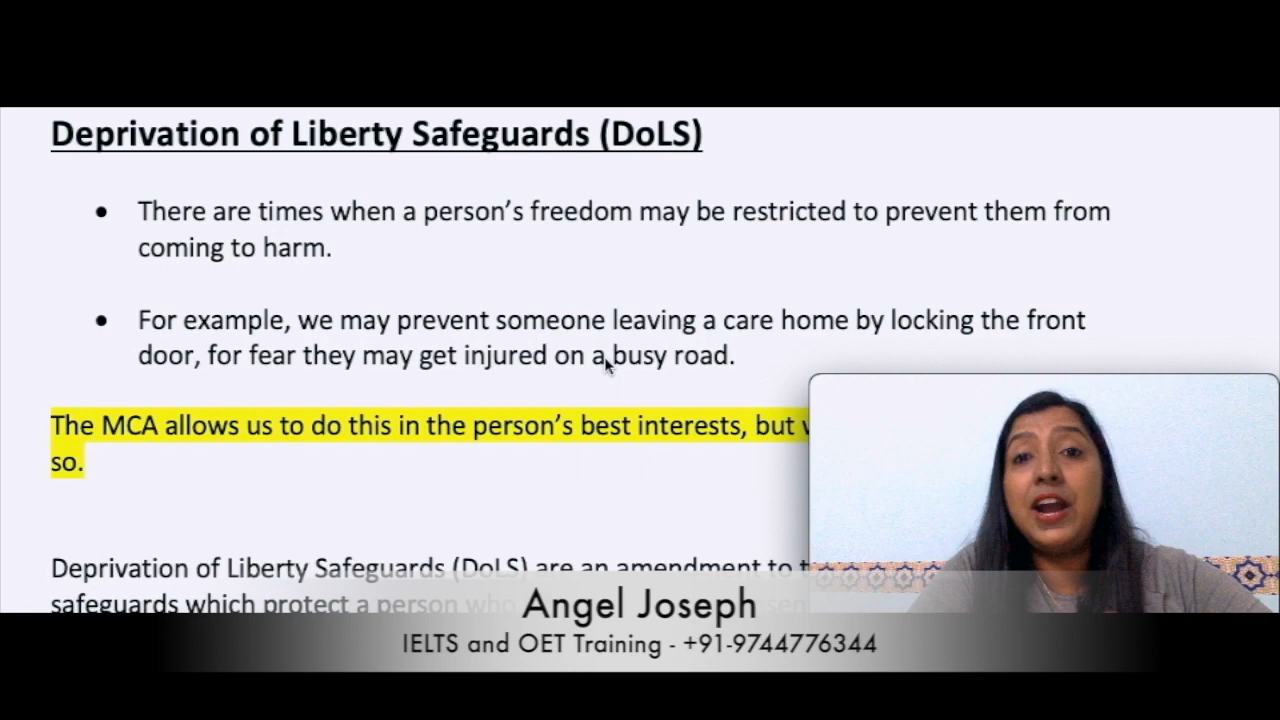 Deprivation of Liberty Safeguards (DoLS)
• There are times when a person's freedom may be restricted to prevent them from
coming to harm.
• For example, we may prevent someone leaving a care home by locking the front
door, for fear they may get injured on a busy road.
The MCA allows us to do this in the person's best interests, but
so.
Deprivation of Liberty Safeguards (DoLS) are an amendment to
safeguards which protect a person who
Angel Joseph
IELTS and OET Training - +91-9744776344